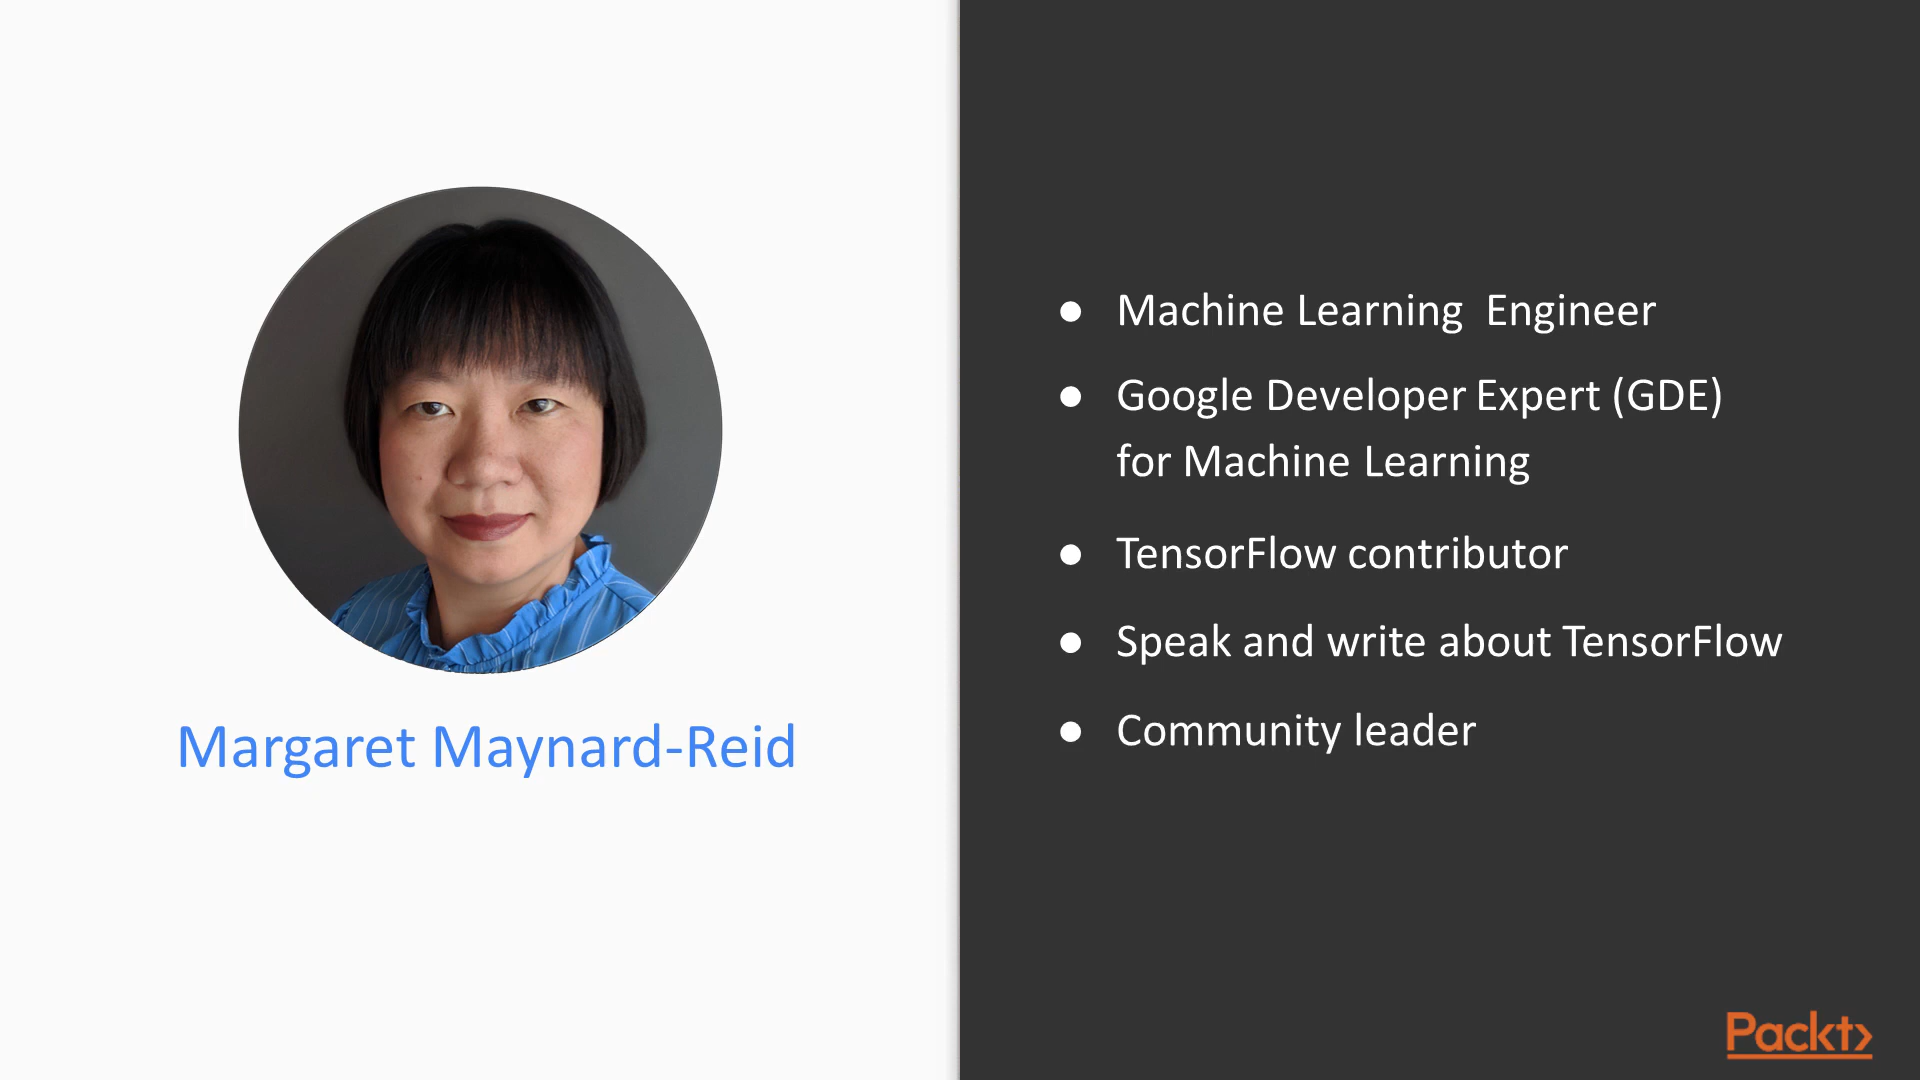 Margaret Maynard-Reid
● Machine Learning  Engineer
● Google Developer Expert (GDE)
for Machine Learning
● TensorFlow contributor
● Speak and write about TensorFlow
● Community leader
Packt>